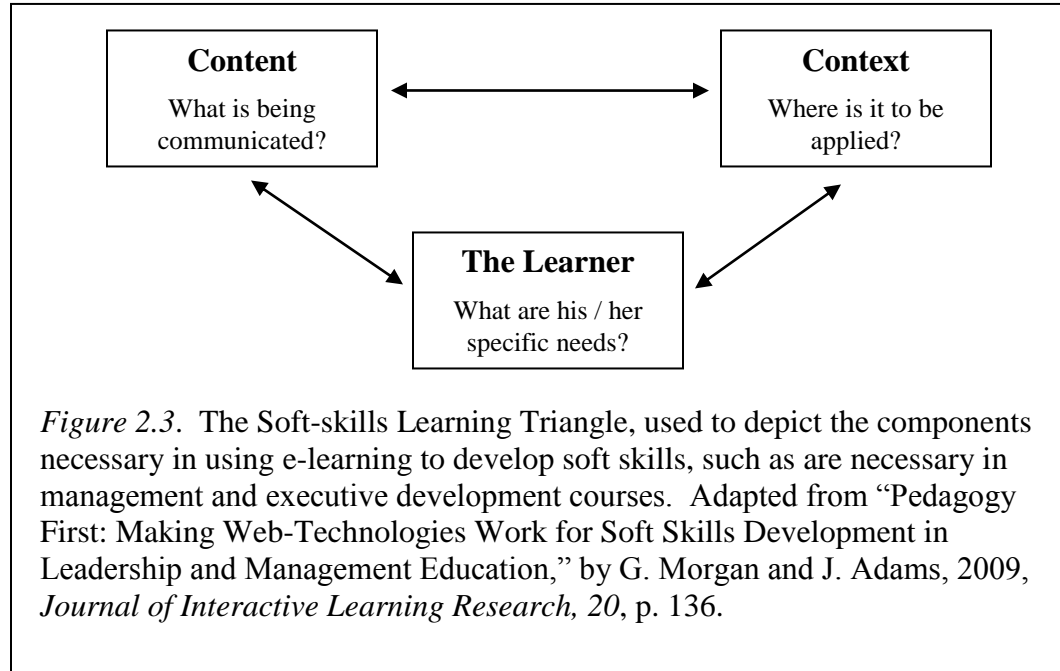 Content
What is being
communicated?
Context
Where is it to be
applied?
The Learner
What are his / her
specific needs?
Figure 2.3.  The Soft-skills Learning Triangle, used to depict the components
necessary in using e-learning to develop soft skills, such as are necessary in
management and executive development courses.  Adapted from “Pedagogy
First: Making Web-Technologies Work for Soft Skills Development in
Leadership and Management Education,” by G. Morgan and J. Adams, 2009,
Journal of Interactive Learning Research, 20, p. 136.